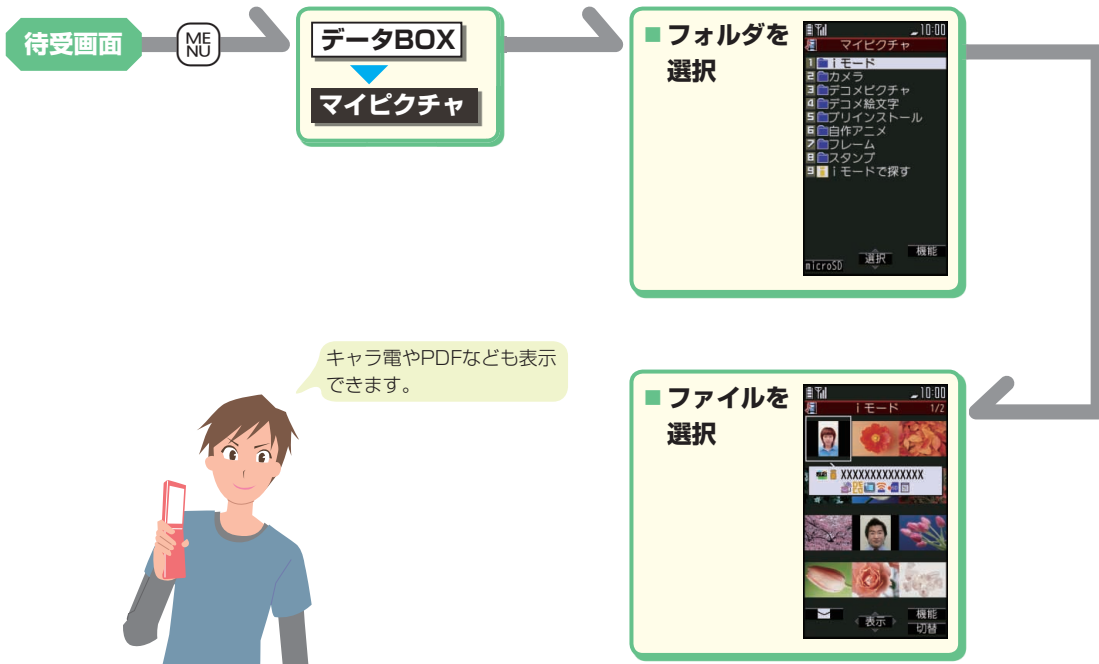 待受画面
ME
NU
データBOX
マイピクチャ
■フォルダを
選択
10:00
マイピクチャ
1 iモード
2 カメラ
3 デコメピクチャ
4 デコメ絵文字
5 プリインストール
6 自作アニメ
7 フレーム
8 スタンプ
9 iモードで探す
機能
選択
microSD
キャラ電やPDFなども表示
できます。
■ファイルを
選択
10:00
iモード 1/2
XXXXXXXXXXXXXX
機能
表示
切替